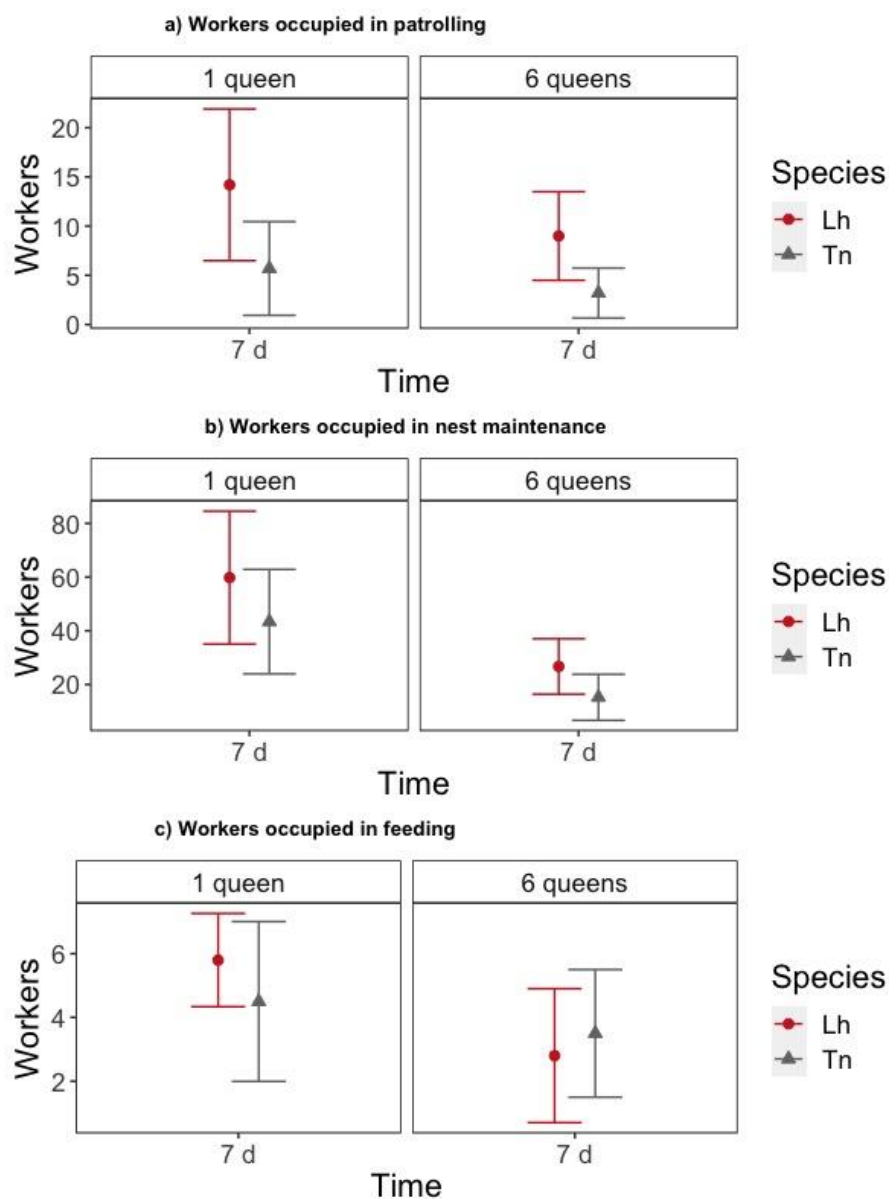 a) Workers occupied in patrolling
1 queen
6 queens
Workers
20
15
10
5
0
7 d
7 d
Time
Species
Lh
Tn
b) Workers occupied in nest maintenance
1 queen
6 queens
Workers
80
60
40
20
7 d
7 d
Time
Species
Lh
Tn
c) Workers occupied in feeding
1 queen
6 queens
Workers
6
4
2
7 d
7 d
Time
Species
Lh
Tn